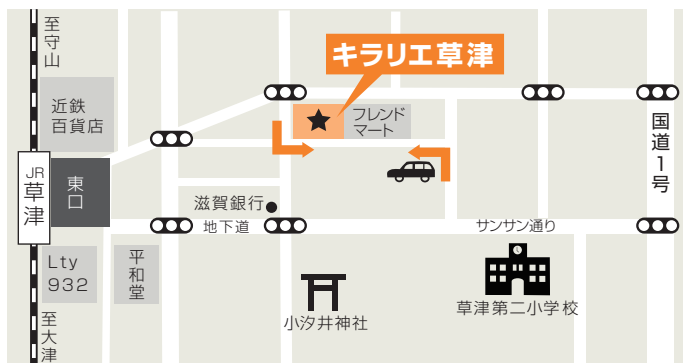 至守山
キラリエ草津
近鉄
百貨店
フレンド
マート
国道1号
JR
草津
東口
滋賀銀行
地下道
サンサン通り
Lty
932
平和堂
小汐井神社
草津第二小学校
至大津